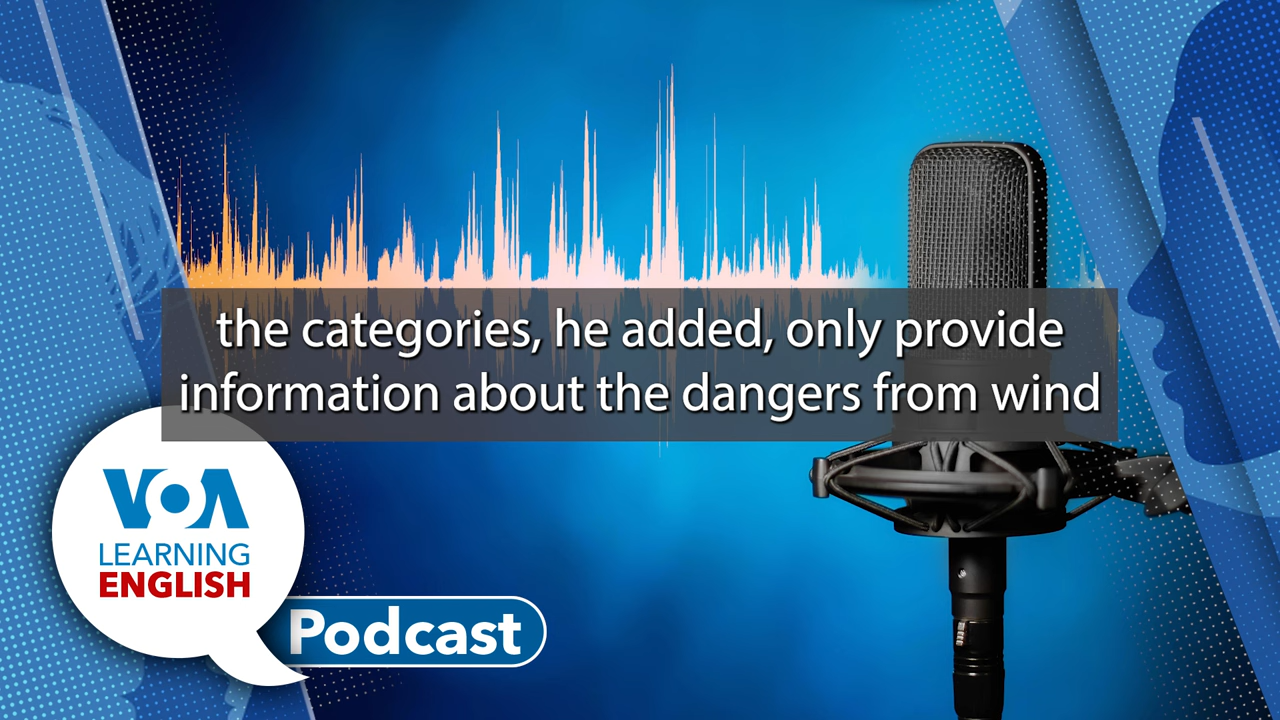 the categories, he added, only provide
information about the dangers from wind
VOA
LEARNING
ENGLISH
Podcast